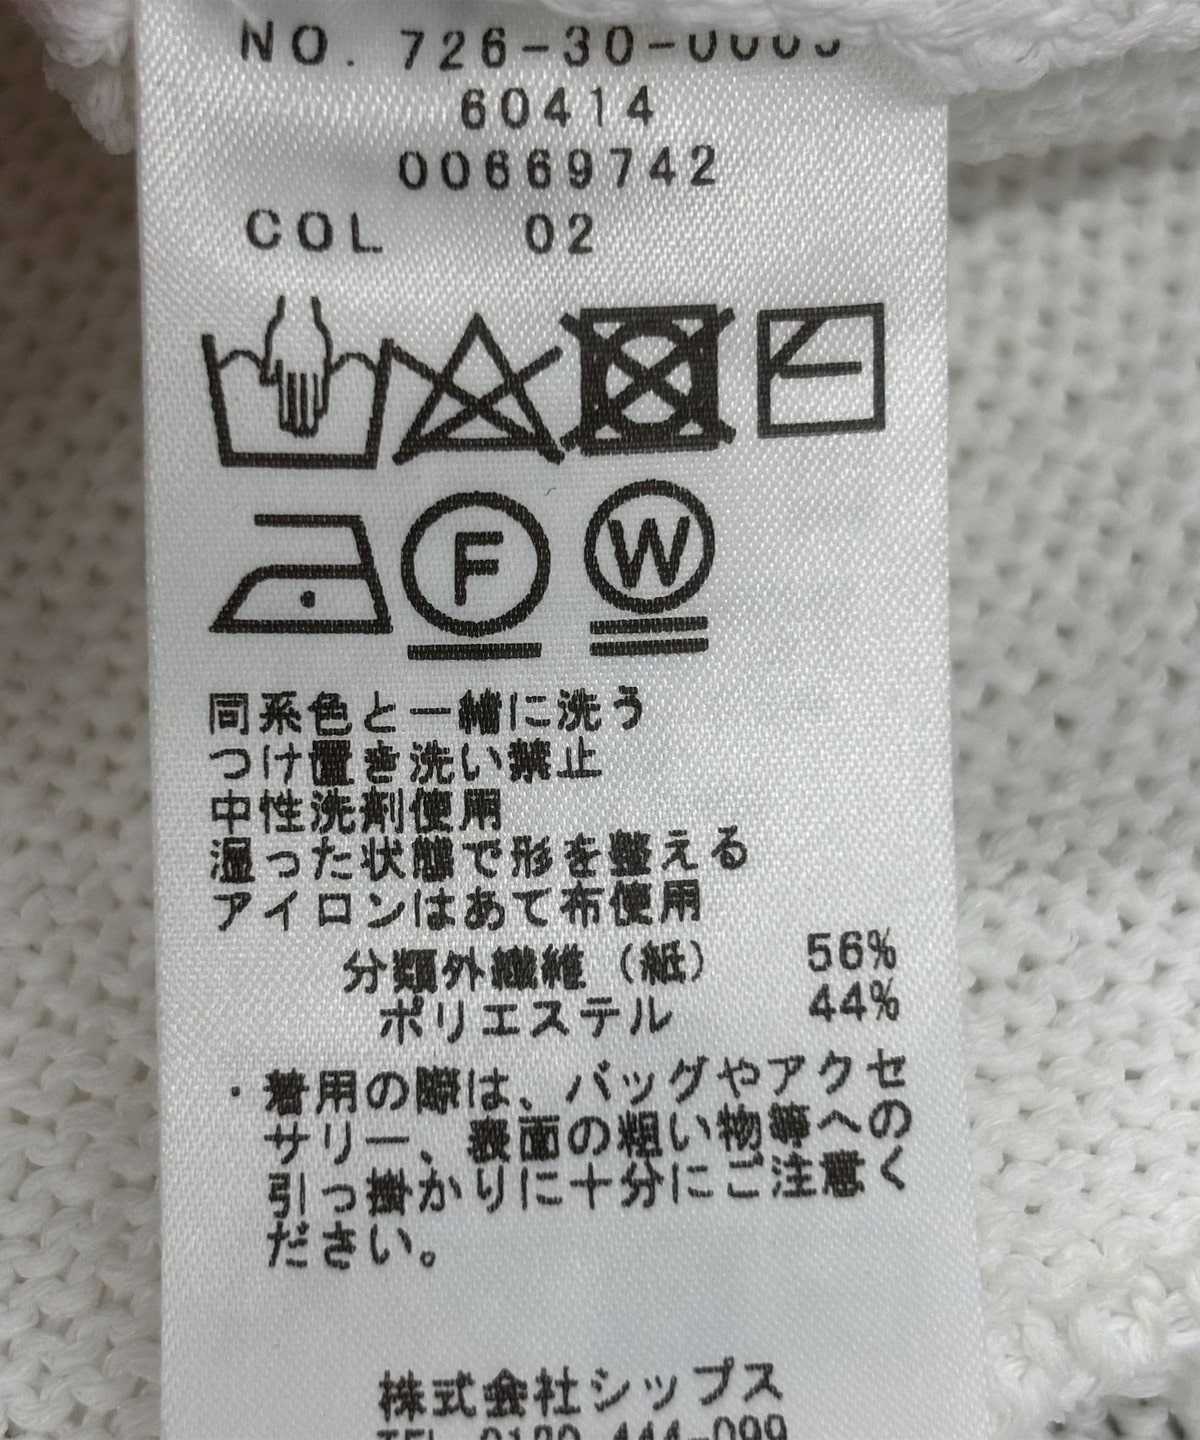 NO. 726-30-0003
60414
00669742
COL 02
F W
同系色と一緒に洗う
つけ置き洗い禁止
中性洗剤使用
湿った状態で形を整える
アイロンはあて布使用
分類外繊維（紙） 56%
ポリエステル 44%
・着用の際は、バッグやアクセ
サリー、表面の粗い物等への
引っ掛かりに十分にご注意く
ださい。
株式会社シップス
TEL 0120-444-099